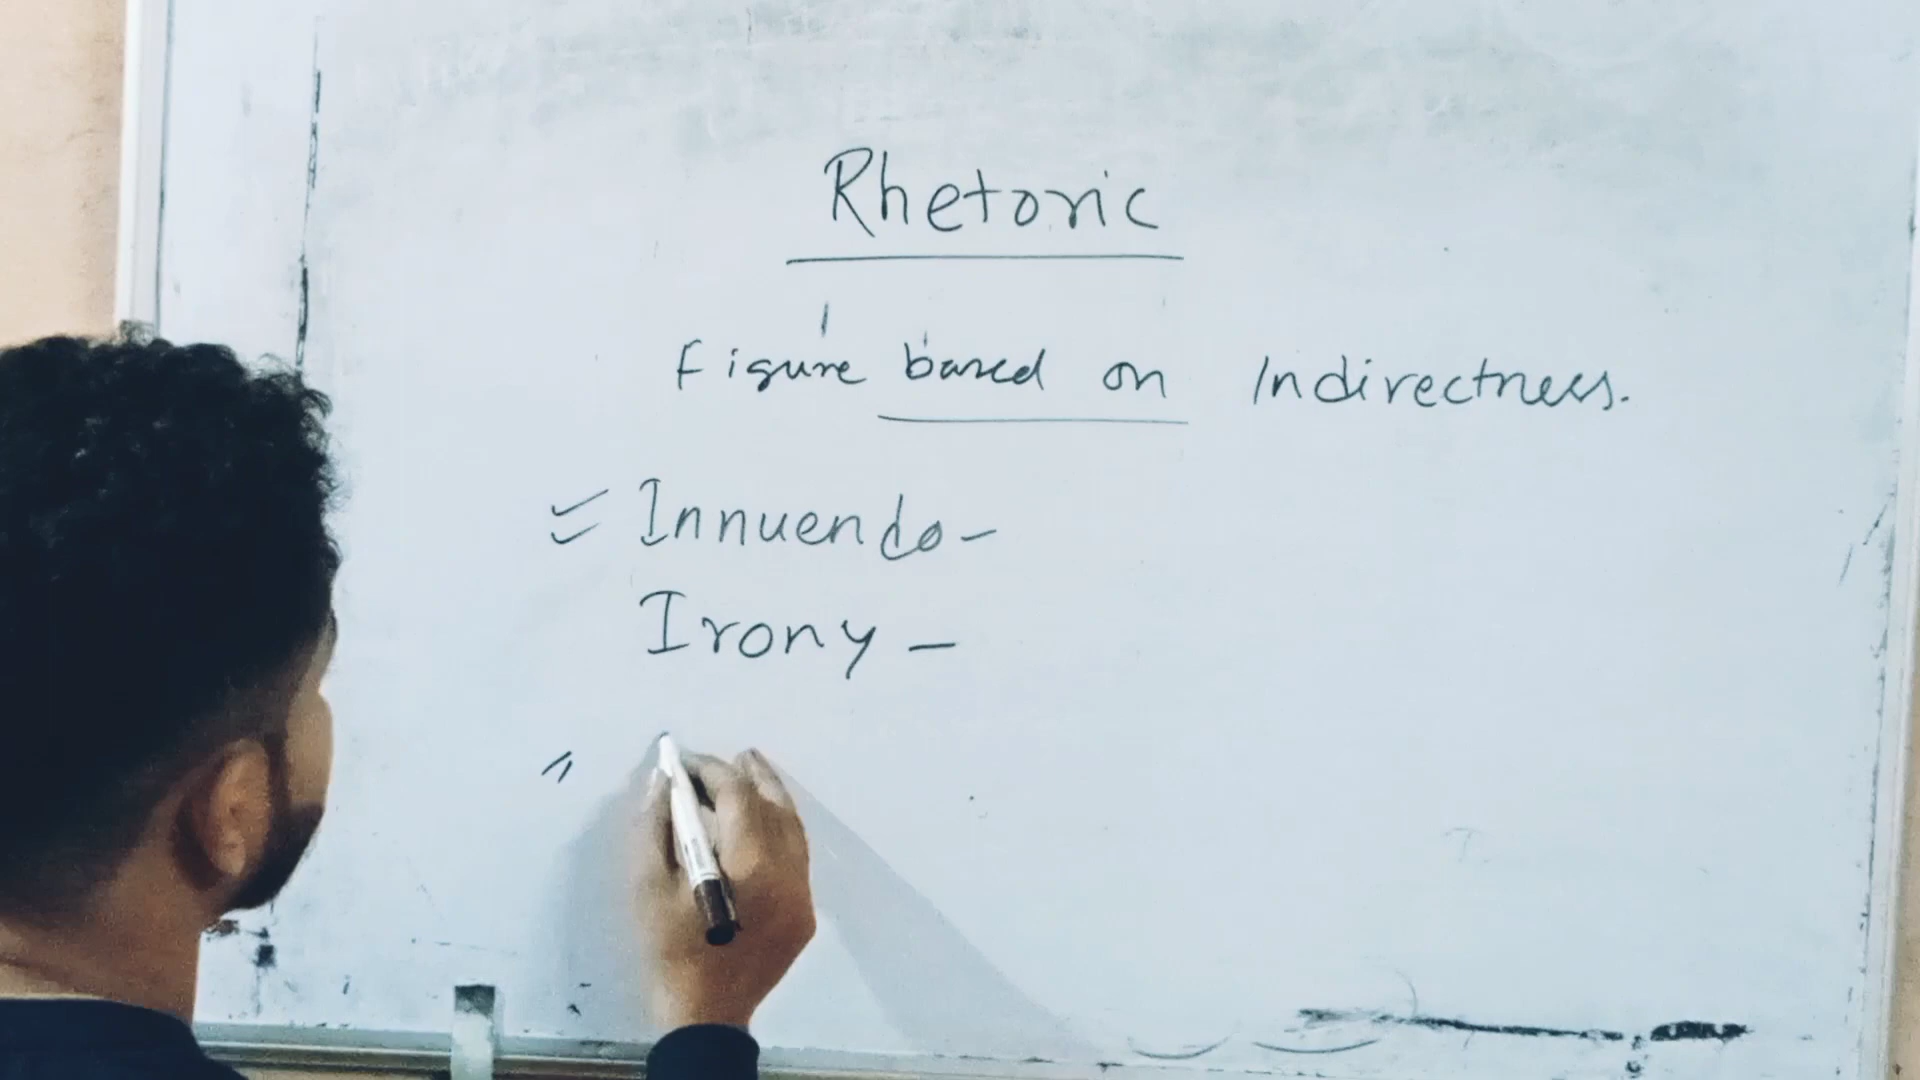 Rhetoric
Figure based on Indirectness.
Innuendo -
Irony -